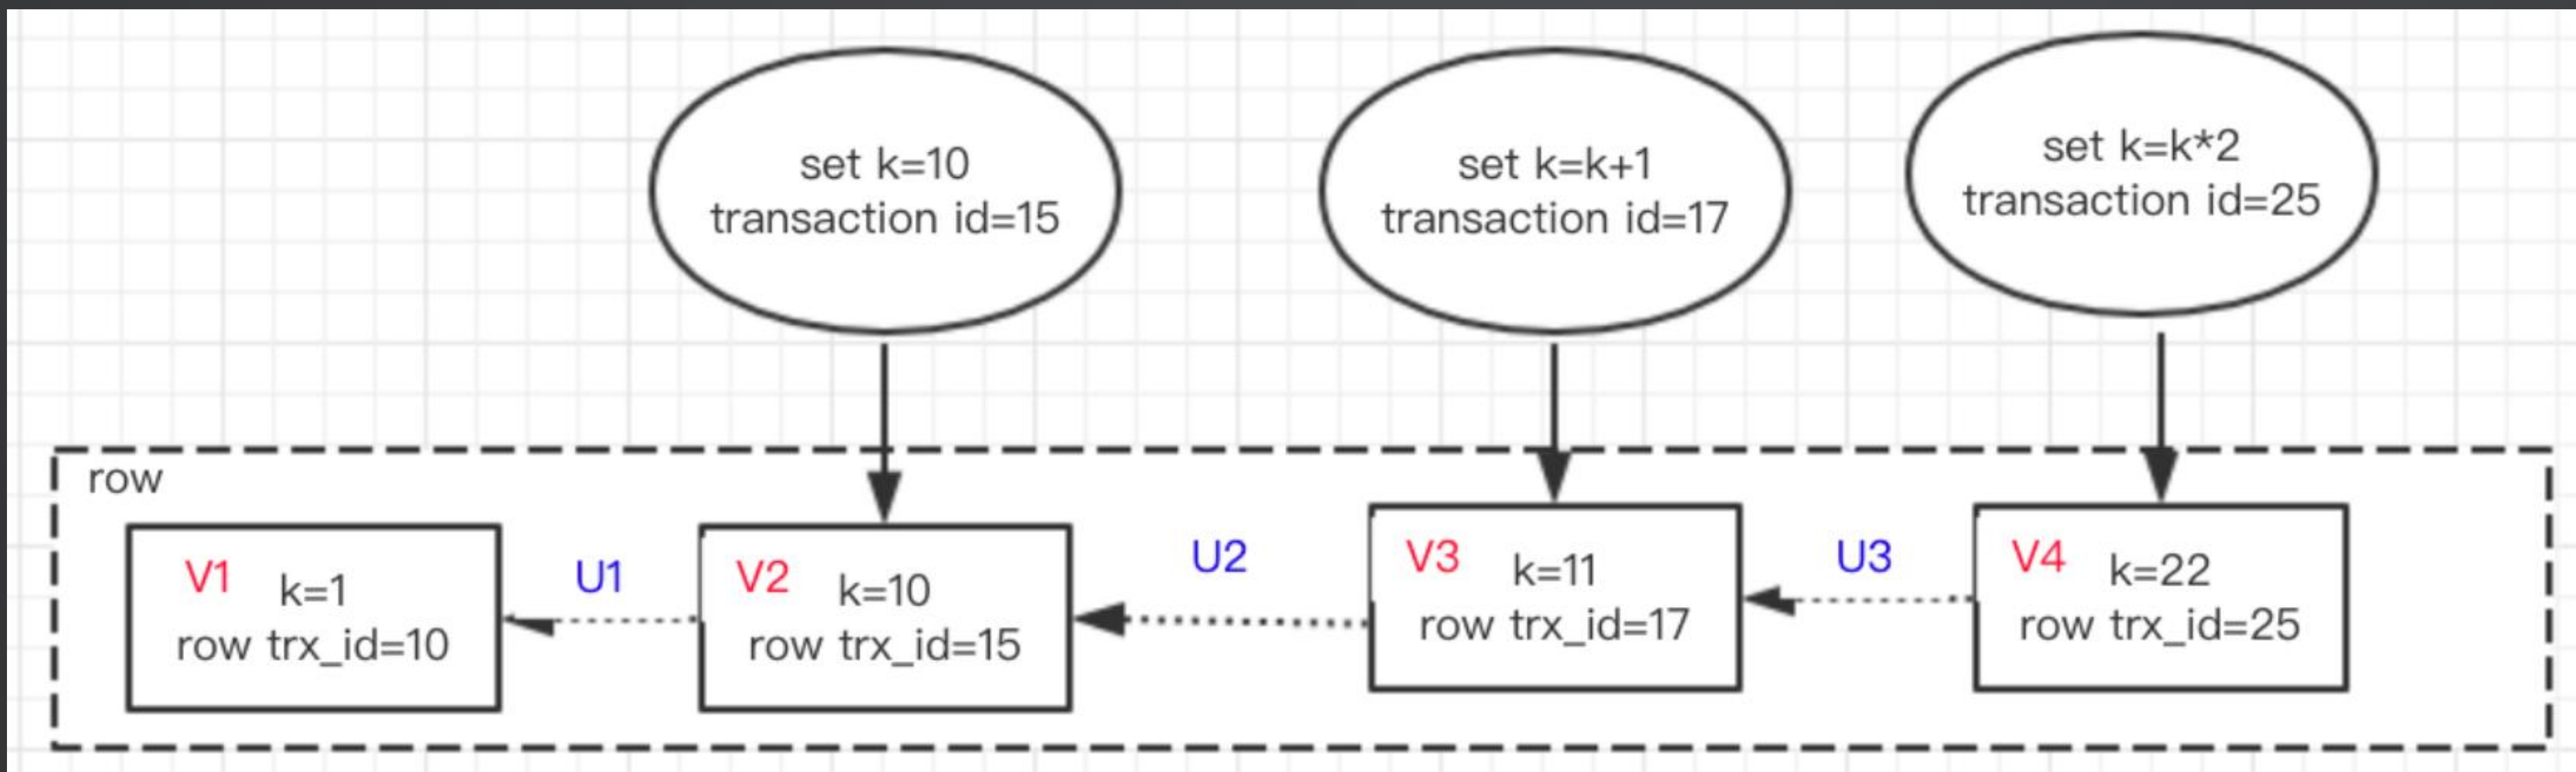 set k=10
transaction id=15
set k=k+1
transaction id=17
set k=k*2
transaction id=25
row
V1 k=1
row trx_id=10
U1
V2 k=10
row trx_id=15
U2
V3 k=11
row trx_id=17
U3
V4 k=22
row trx_id=25